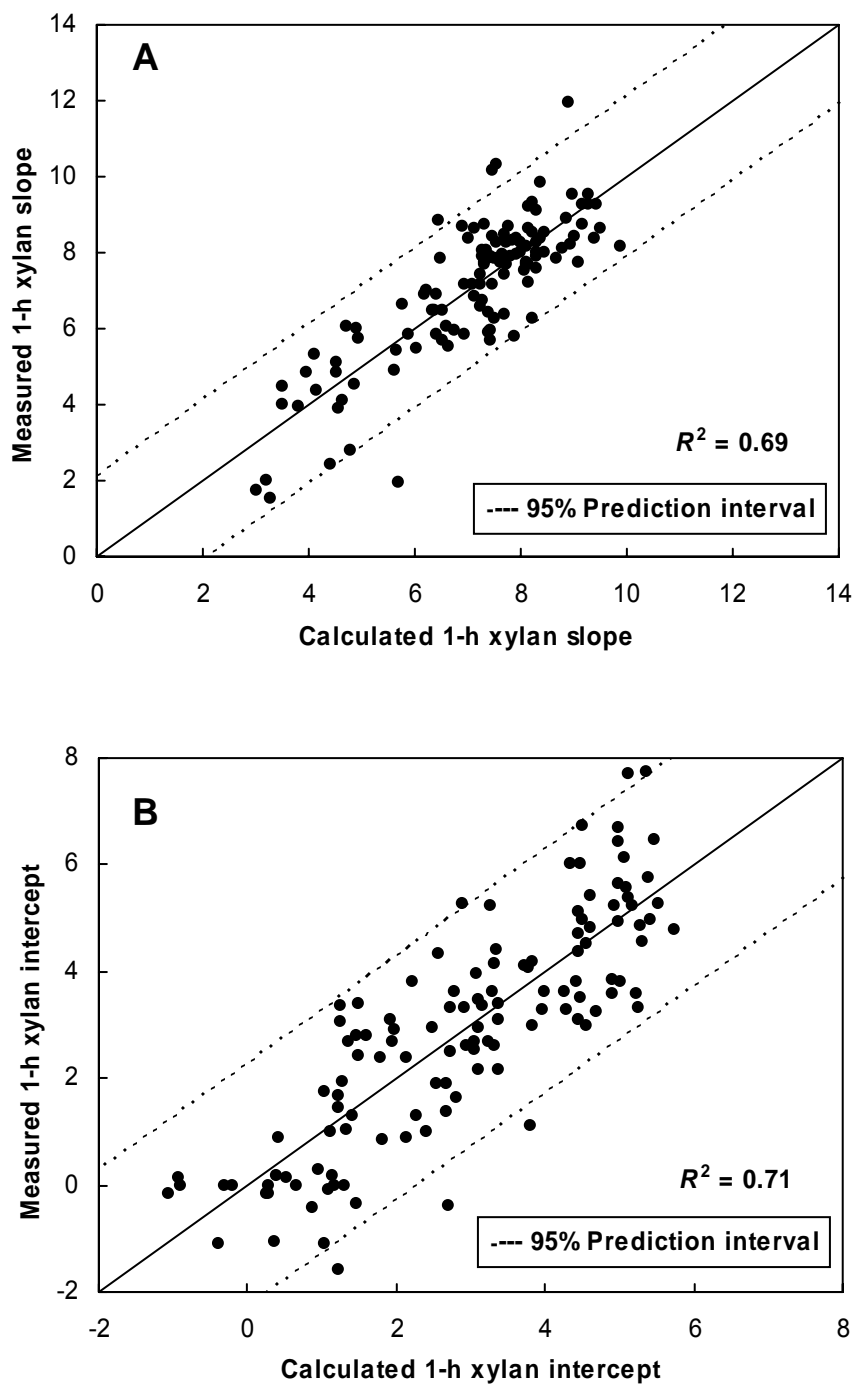 A
14
12
10
8
6
4
2
0
Measured 1-h xylan slope
R² = 0.69
---- 95% Prediction interval
0 2 4 6 8 10 12 14
Calculated 1-h xylan slope
B
8
6
4
2
0
-2
Measured 1-h xylan intercept
R² = 0.71
---- 95% Prediction interval
-2 0 2 4 6 8
Calculated 1-h xylan intercept